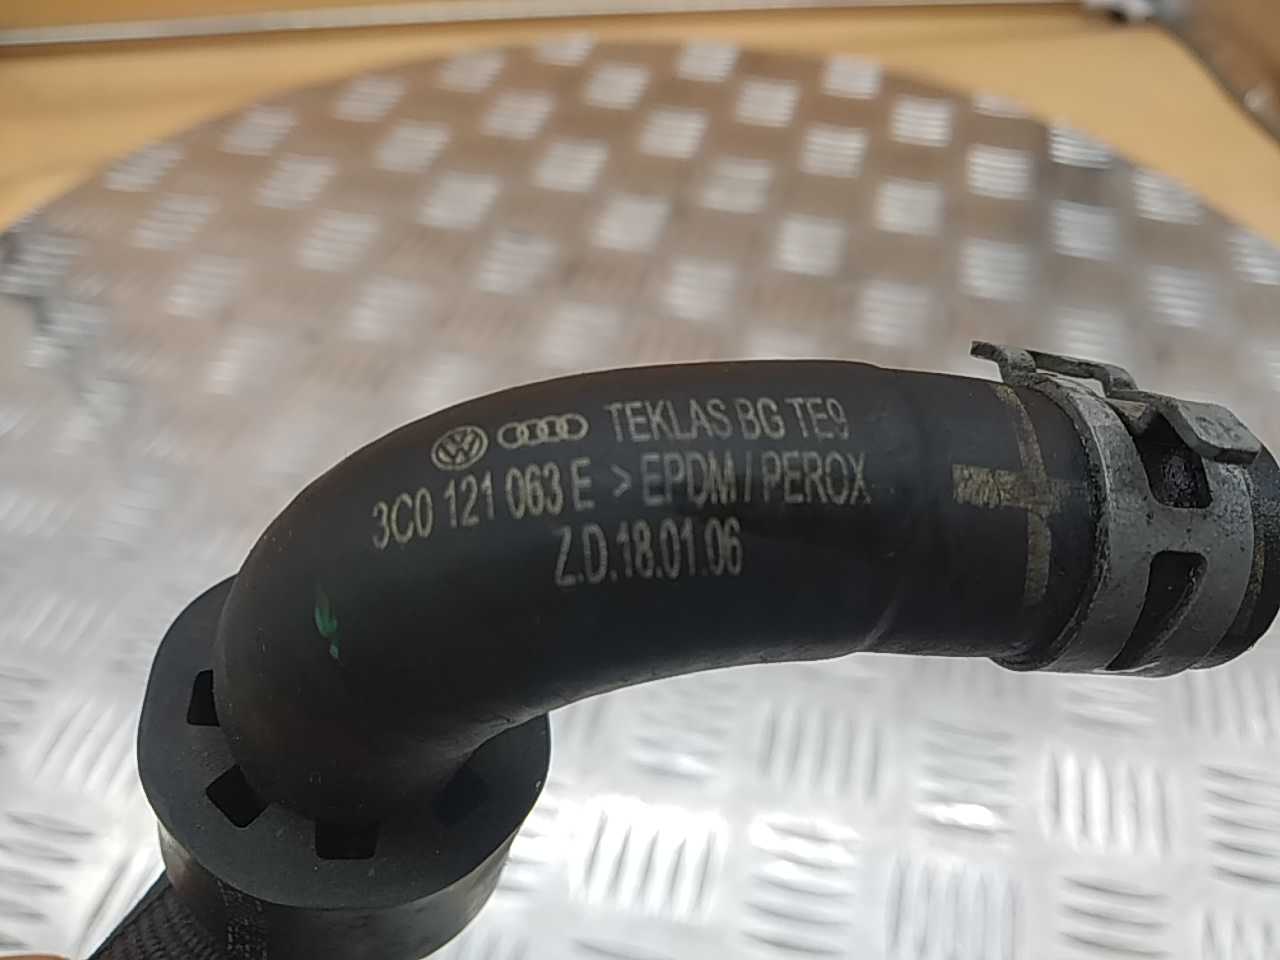 TEKLAS BG TE9
3C0 121 063 E > EPDM / PEROX
Z.D.18.01.06